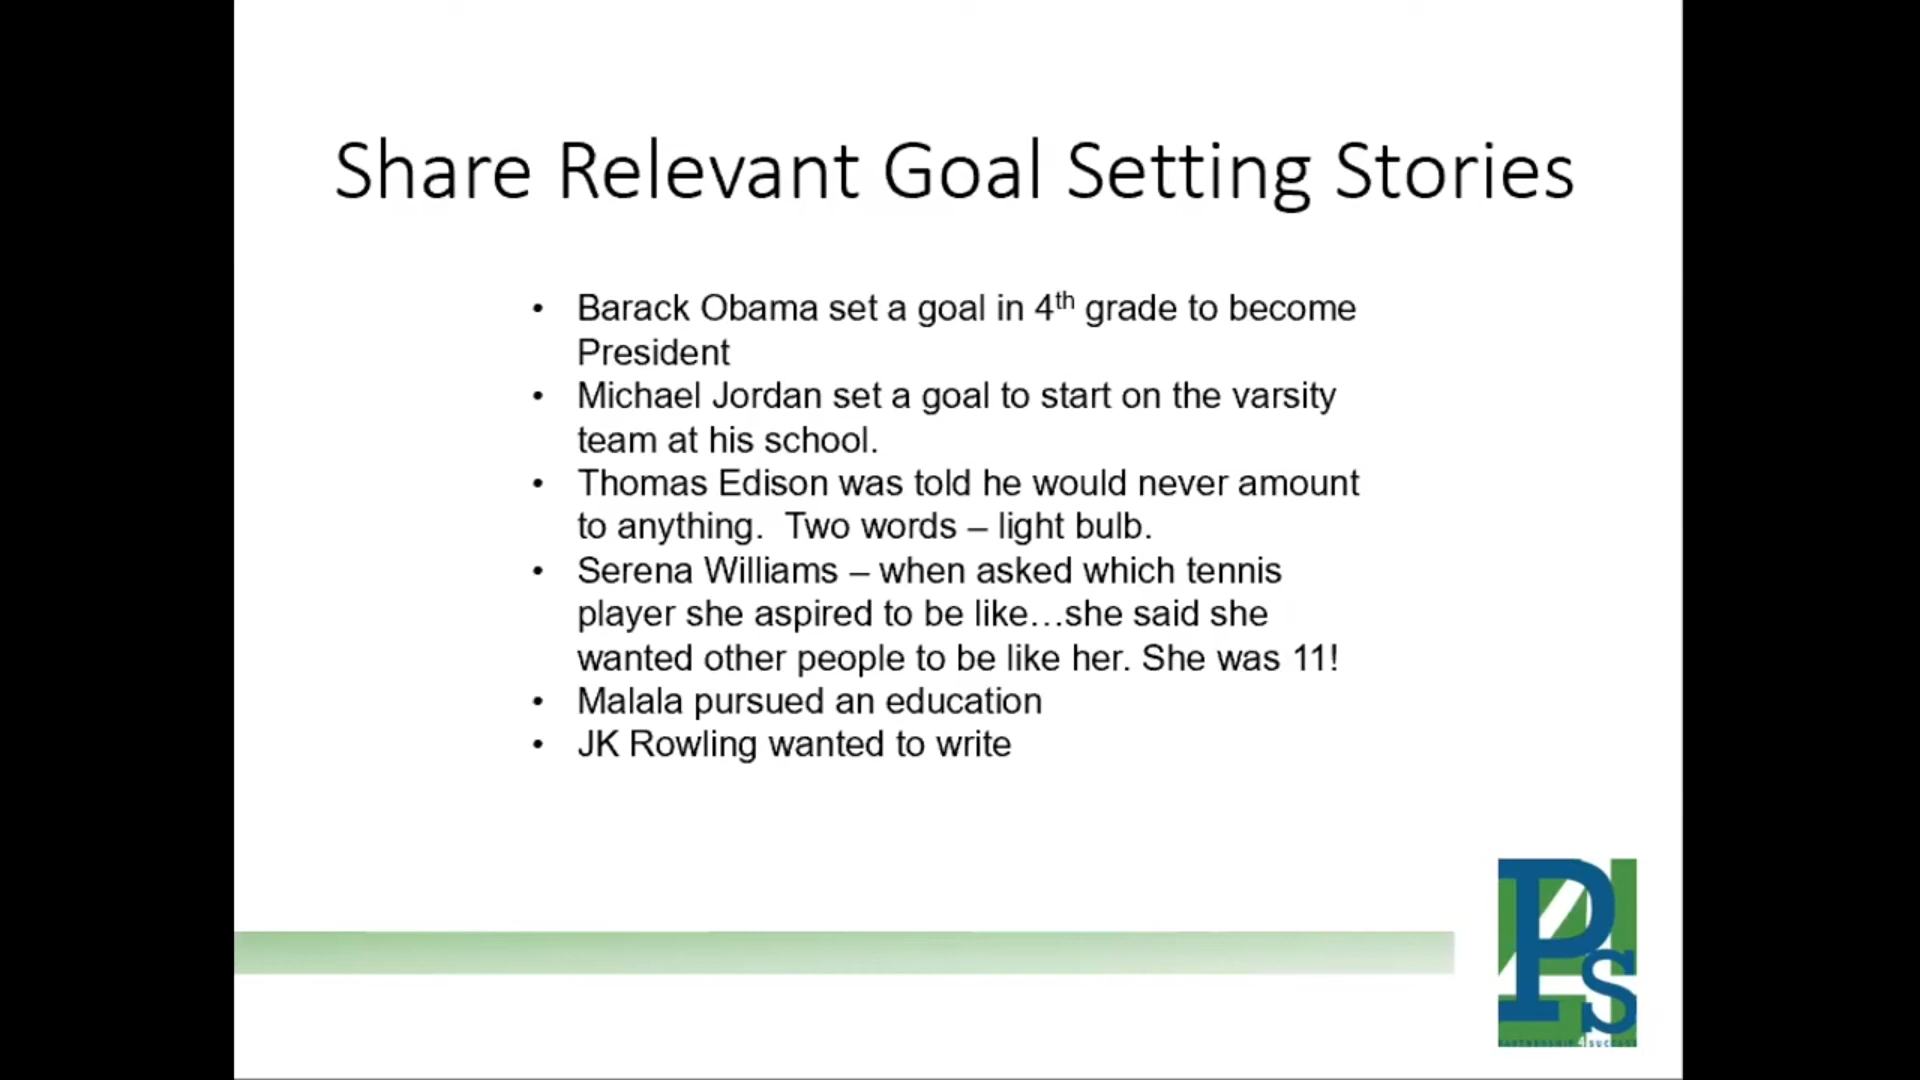 Share Relevant Goal Setting Stories
• Barack Obama set a goal in 4th grade to become
President
• Michael Jordan set a goal to start on the varsity
team at his school.
• Thomas Edison was told he would never amount
to anything.  Two words – light bulb.
• Serena Williams – when asked which tennis
player she aspired to be like…she said she
wanted other people to be like her. She was 11!
• Malala pursued an education
• JK Rowling wanted to write
P4S
PARTNERSHIP 4 SUCCESS